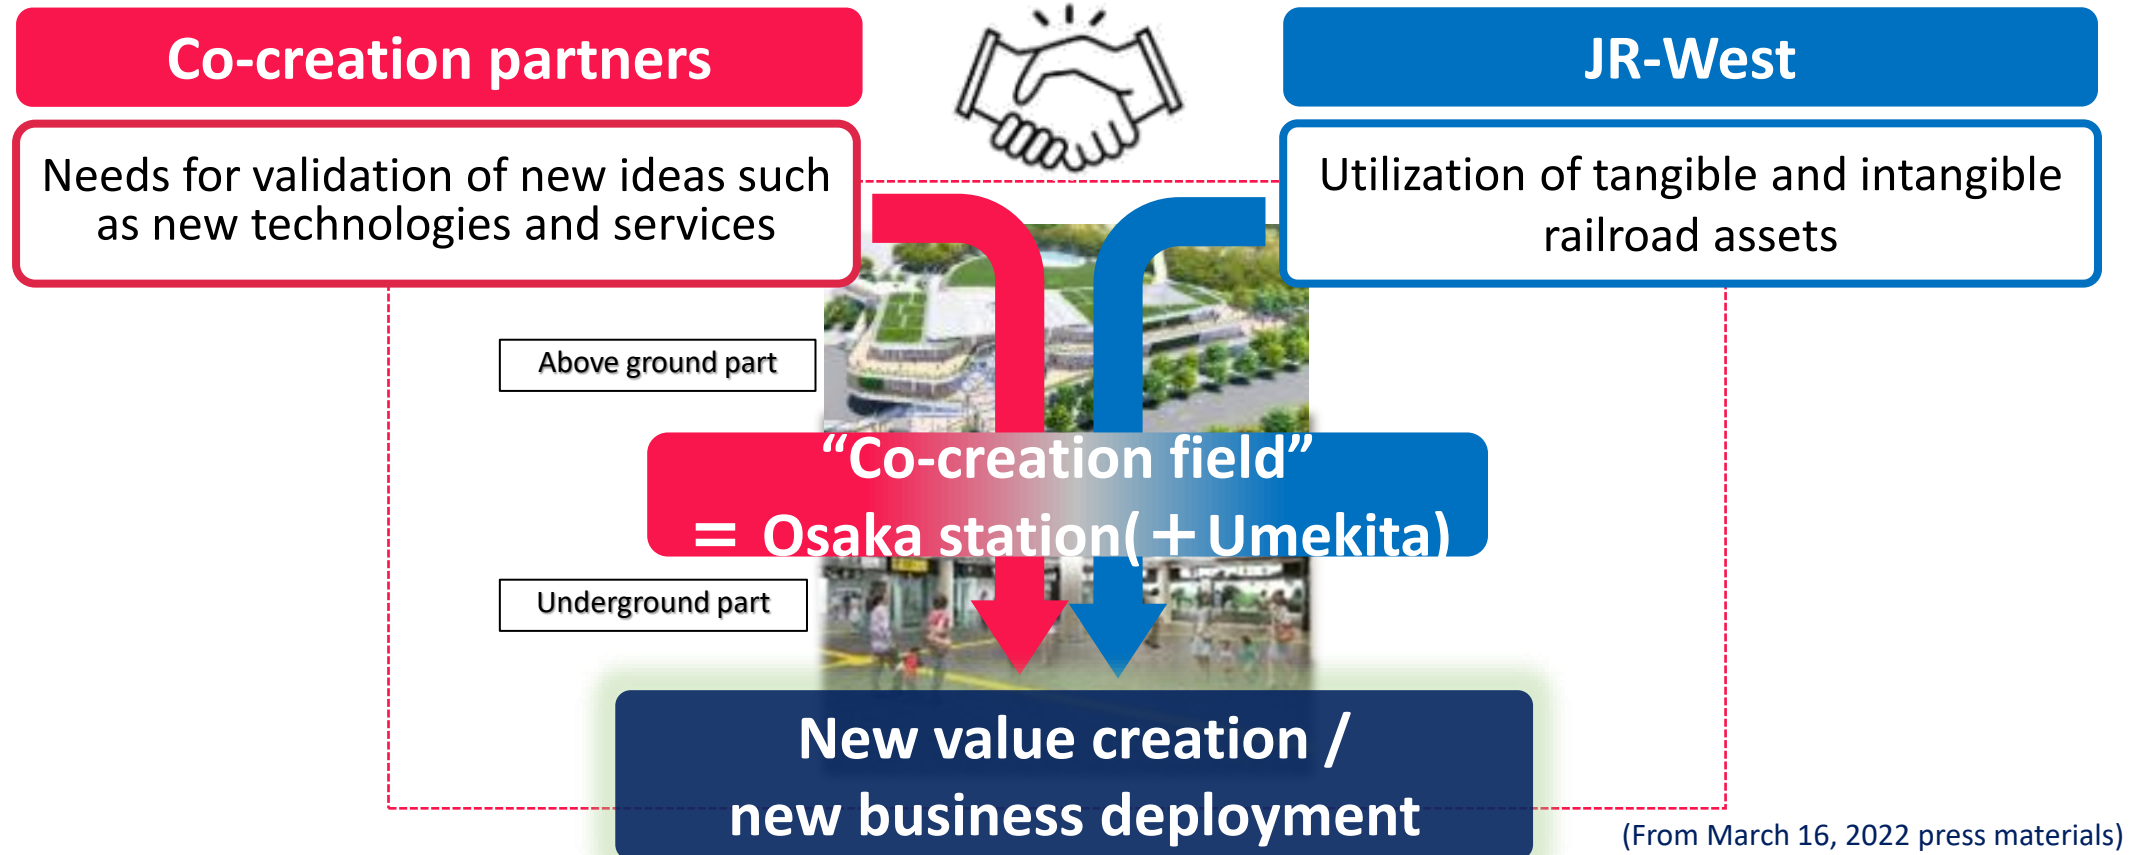 Co-creation partners
JR-West
Needs for validation of new ideas such
as new technologies and services
Utilization of tangible and intangible
railroad assets
Above ground part
“Co-creation field”
＝ Osaka station(＋Umekita)
Underground part
New value creation /
new business deployment
(From March 16, 2022 press materials)